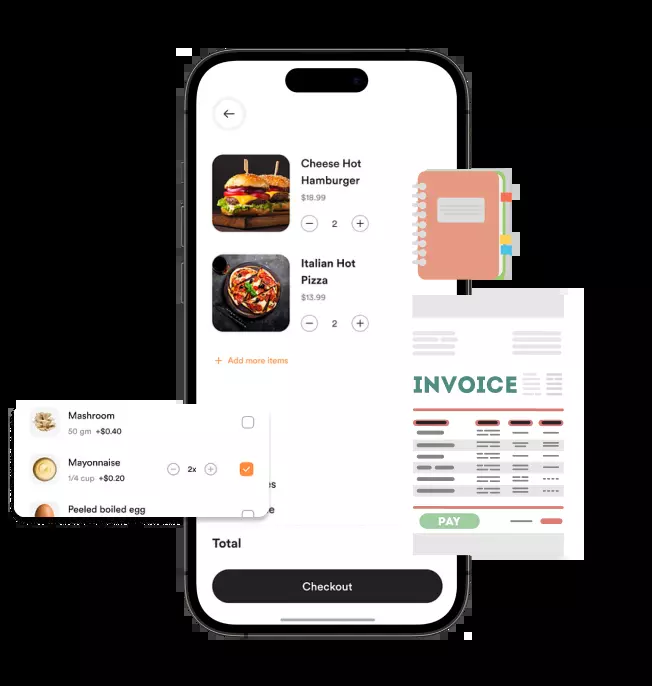 Cheese Hot
Hamburger
$18.99
2
Italian Hot
Pizza
$13.99
2
+ Add more items
Mashroom
50 gm +$0.40
Mayonnaise
1/4 cup +$0.20
2x
Peeled boiled egg
es
e
INVOICE
PAY
Total
Checkout